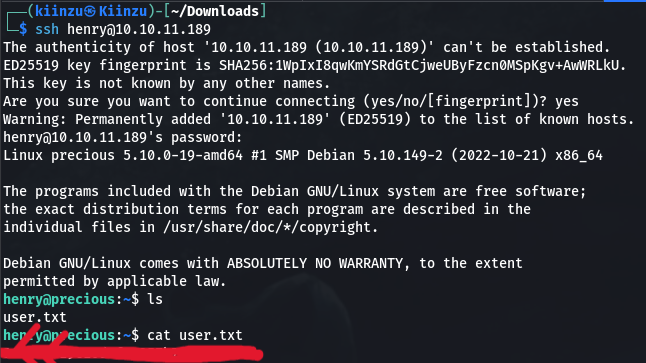 ┌──(kiinzu㉿Kiinzu)-[~/Downloads]
└─$ ssh henry@10.10.11.189
The authenticity of host '10.10.11.189 (10.10.11.189)' can't be established.
ED25519 key fingerprint is SHA256:1WpIxI8qwKmYSRdGtCjweUByFzcn0MSpKgv+AwWRLkU.
This key is not known by any other names.
Are you sure you want to continue connecting (yes/no/[fingerprint])? yes
Warning: Permanently added '10.10.11.189' (ED25519) to the list of known hosts.
henry@10.10.11.189's password:
Linux precious 5.10.0-19-amd64 #1 SMP Debian 5.10.149-2 (2022-10-21) x86_64
The programs included with the Debian GNU/Linux system are free software;
the exact distribution terms for each program are described in the
individual files in /usr/share/doc/*/copyright.
Debian GNU/Linux comes with ABSOLUTELY NO WARRANTY, to the extent
permitted by applicable law.
henry@precious:~$ ls
user.txt
henry@precious:~$ cat user.txt